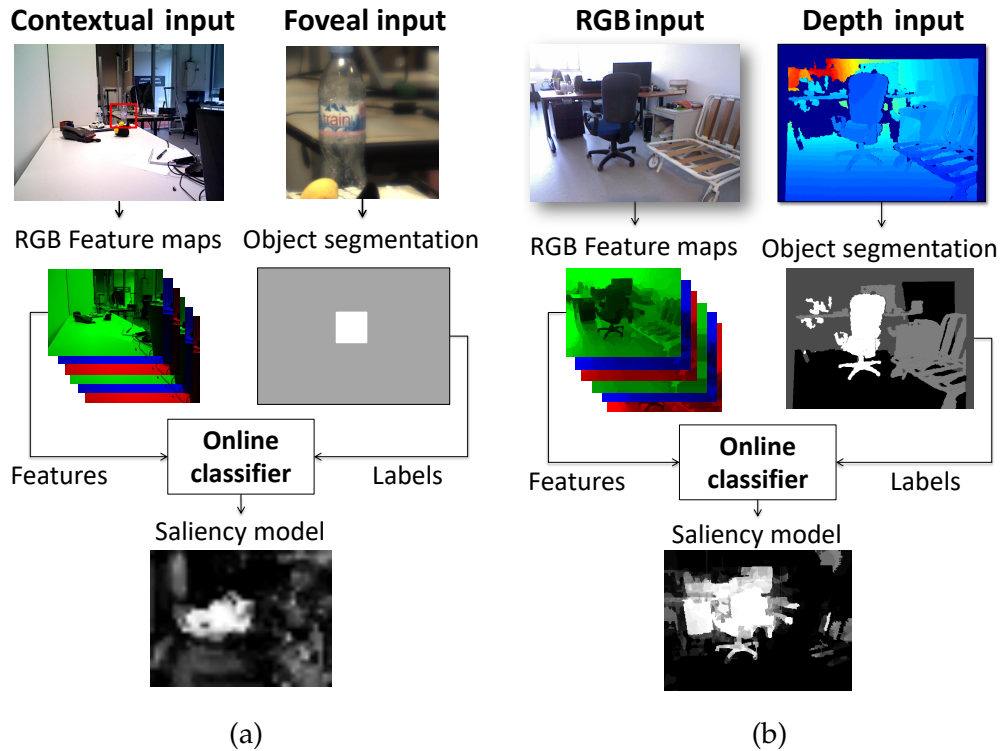 Contextual input
Foveal input
train
RGB Feature maps
Object segmentation
Online
classifier
Features
Labels
Saliency model
(a)
RGB input
Depth input
RGB Feature maps
Object segmentation
Online
classifier
Features
Labels
Saliency model
(b)